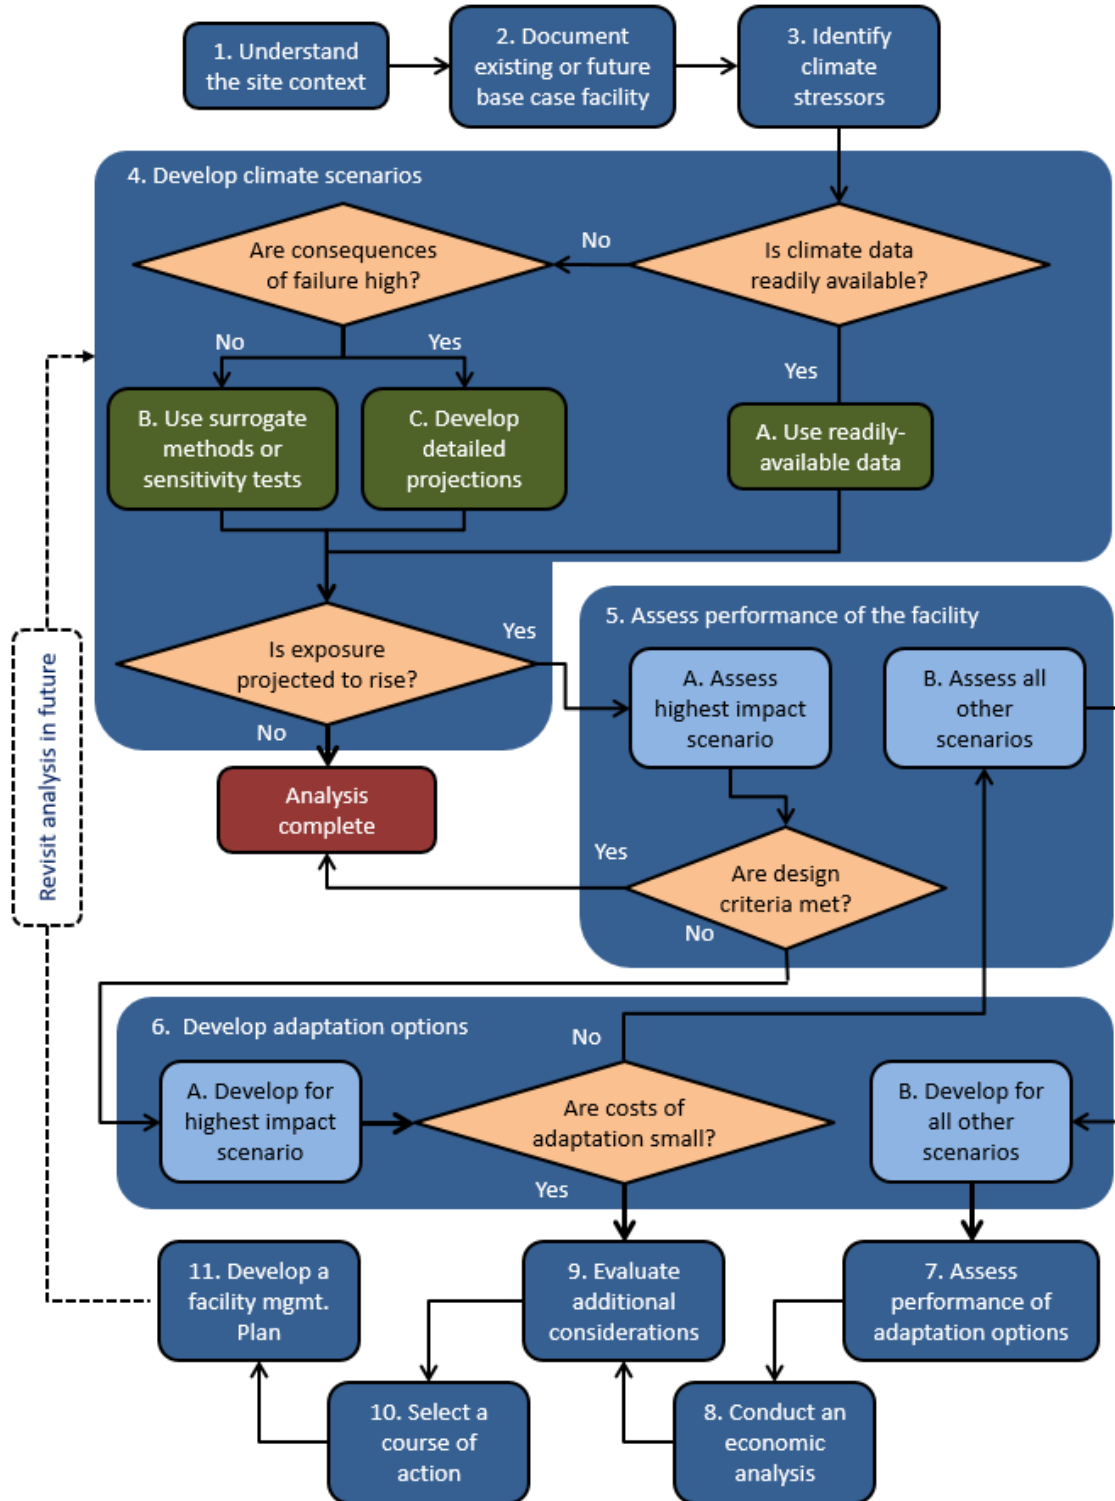 1. Understand
the site context
2. Document
existing or future
base case facility
3. Identify
climate
stressors
4. Develop climate scenarios
Are consequences
of failure high?
No
Is climate data
readily available?
No
Yes
Yes
B. Use surrogate
methods or
sensitivity tests
C. Develop
detailed
projections
A. Use readily-
available data
Is exposure
projected to rise?
Yes
No
Analysis
complete
5. Assess performance of the facility
A. Assess
highest impact
scenario
B. Assess all
other
scenarios
Yes
Are design
criteria met?
No
Revisit analysis in future
6.  Develop adaptation options
No
A. Develop for
highest impact
scenario
Are costs of
adaptation small?
B. Develop for
all other
scenarios
Yes
11. Develop a
facility mgmt.
Plan
9. Evaluate
additional
considerations
7. Assess
performance of
adaptation options
10. Select a
course of
action
8. Conduct an
economic
analysis